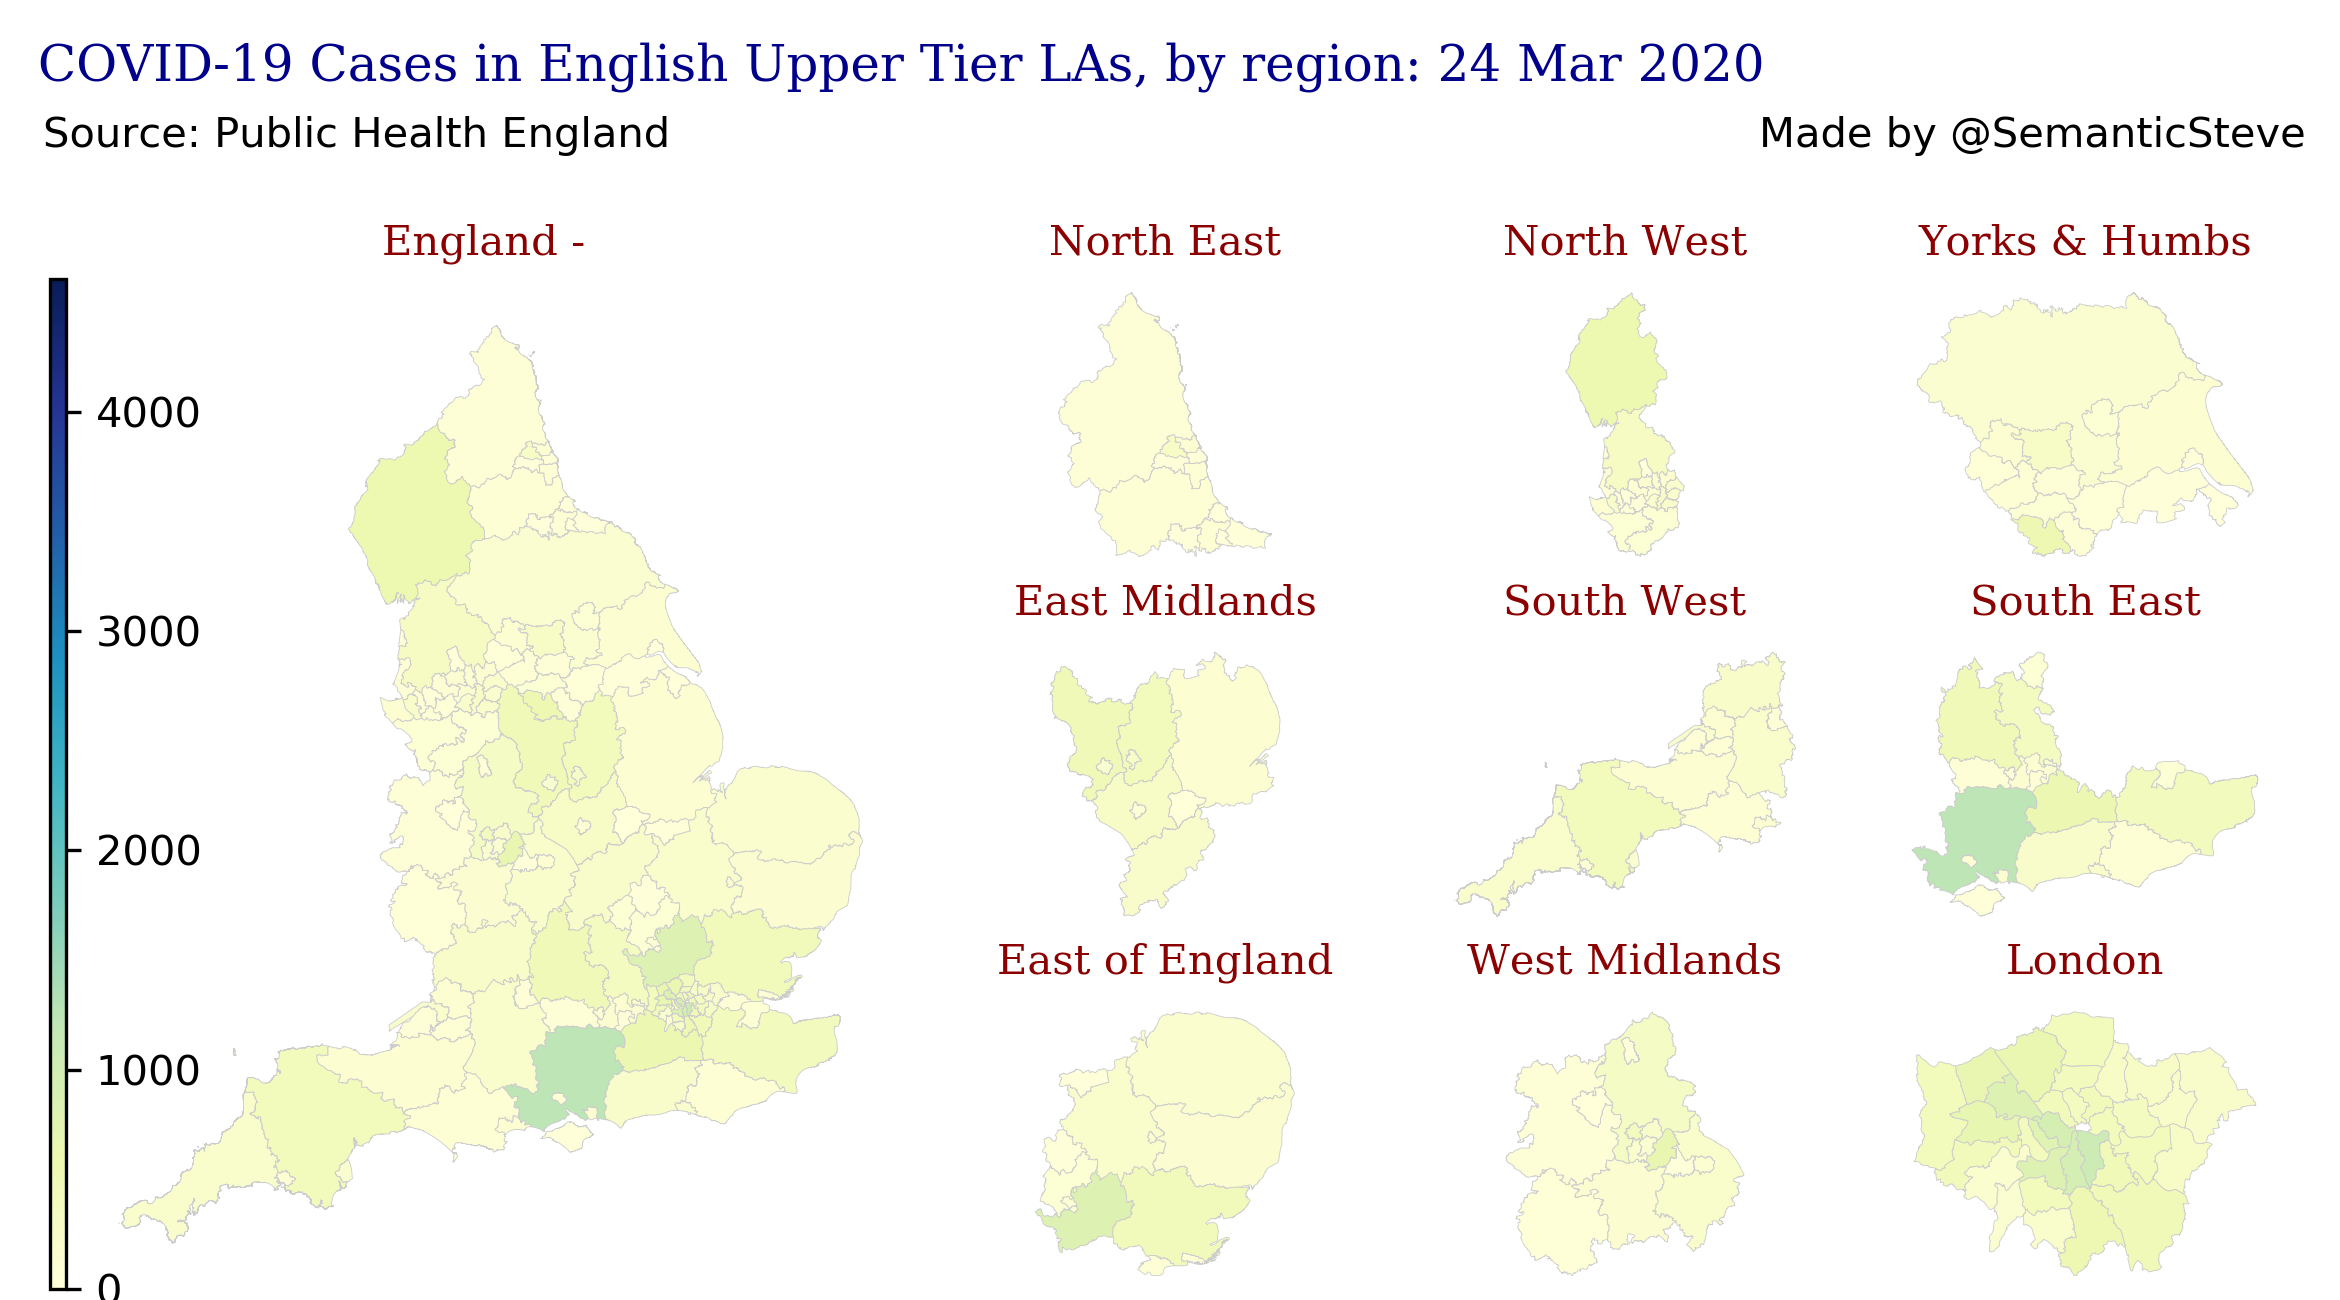 COVID-19 Cases in English Upper Tier LAs, by region: 24 Mar 2020
Source: Public Health England
Made by @SemanticSteve
England -
North East
North West
Yorks & Humbs
4000
3000
2000
1000
0
East Midlands
South West
South East
East of England
West Midlands
London